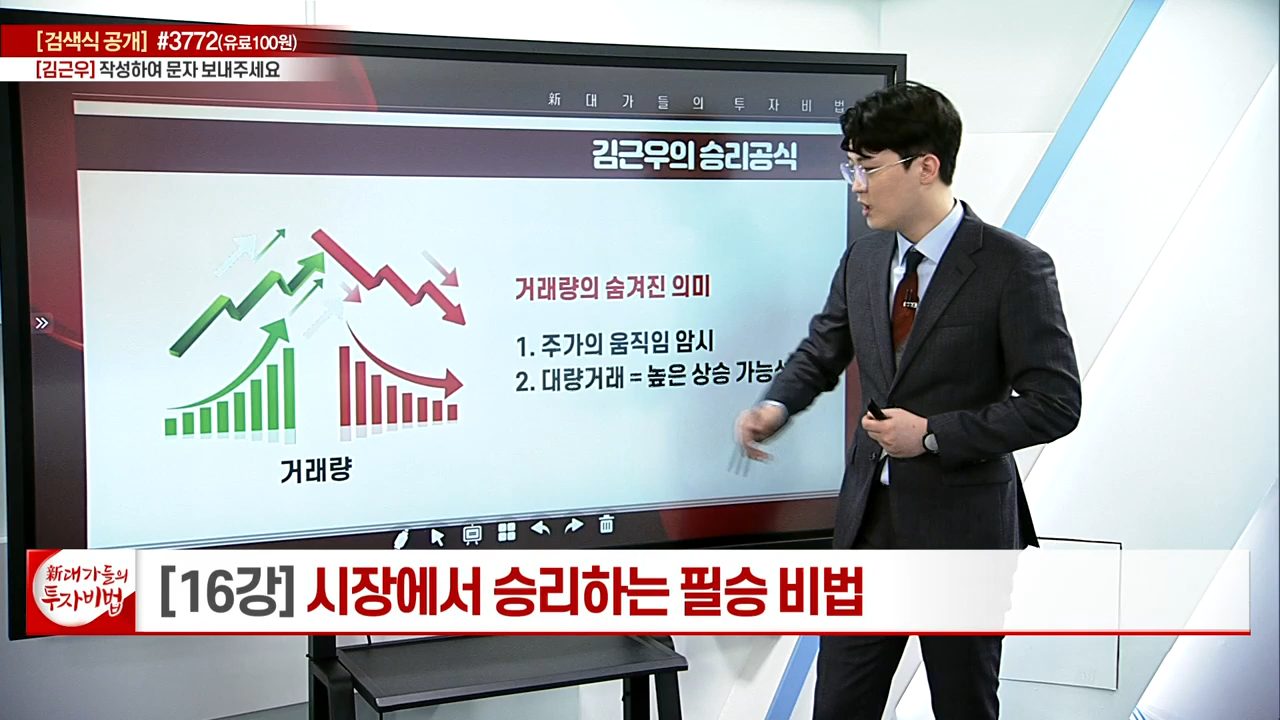 [검색식 공개] #3772(유료100원)
[김근우] 작성하여 문자 보내주세요
新 대 가 들 의 투 자 비 법
김근우의 승리공식
거래량의 숨겨진 의미
1. 주가의 움직임 암시
2. 대량거래 = 높은 상승 가능
거래량
新대가들의
투자비법
[16강] 시장에서 승리하는 필승 비법